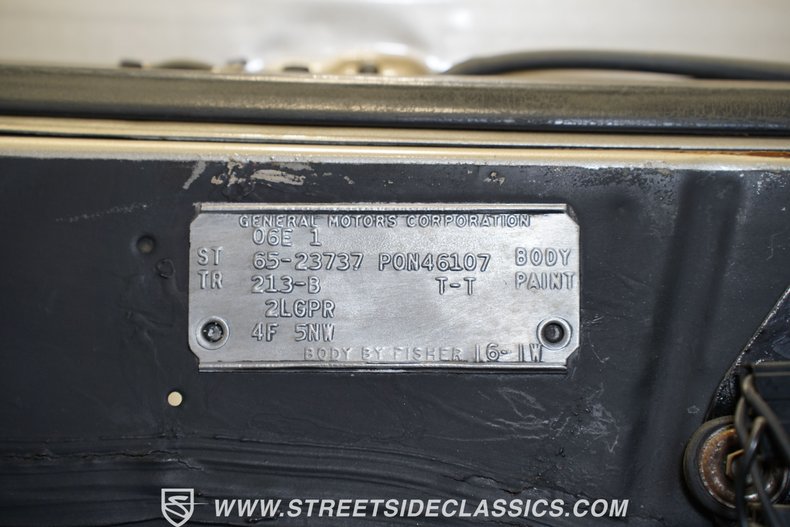 GENERAL MOTORS CORPORATION
06E 1
ST 65-23737 PON46107 BODY
TR 213-B T-T PAINT
2LGPR
4F 5NW
BODY BY FISHER 16-1W
WWW.STREETSIDECLASSICS.COM